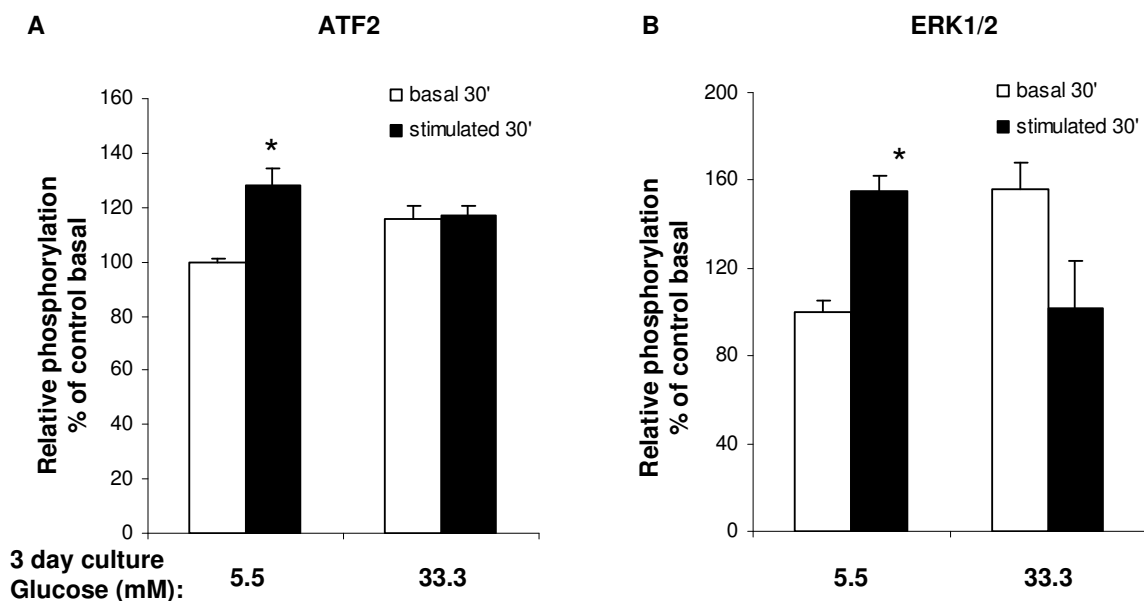 A
ATF2
160
140
120
100
80
60
40
20
0
Relative phosphorylation
% of control basal
basal 30'
stimulated 30'
*
3 day culture
Glucose (mM):
5.5
33.3
B
ERK1/2
200
160
120
80
40
0
Relative phosphorylation
% of control basal
basal 30'
stimulated 30'
*
5.5
33.3